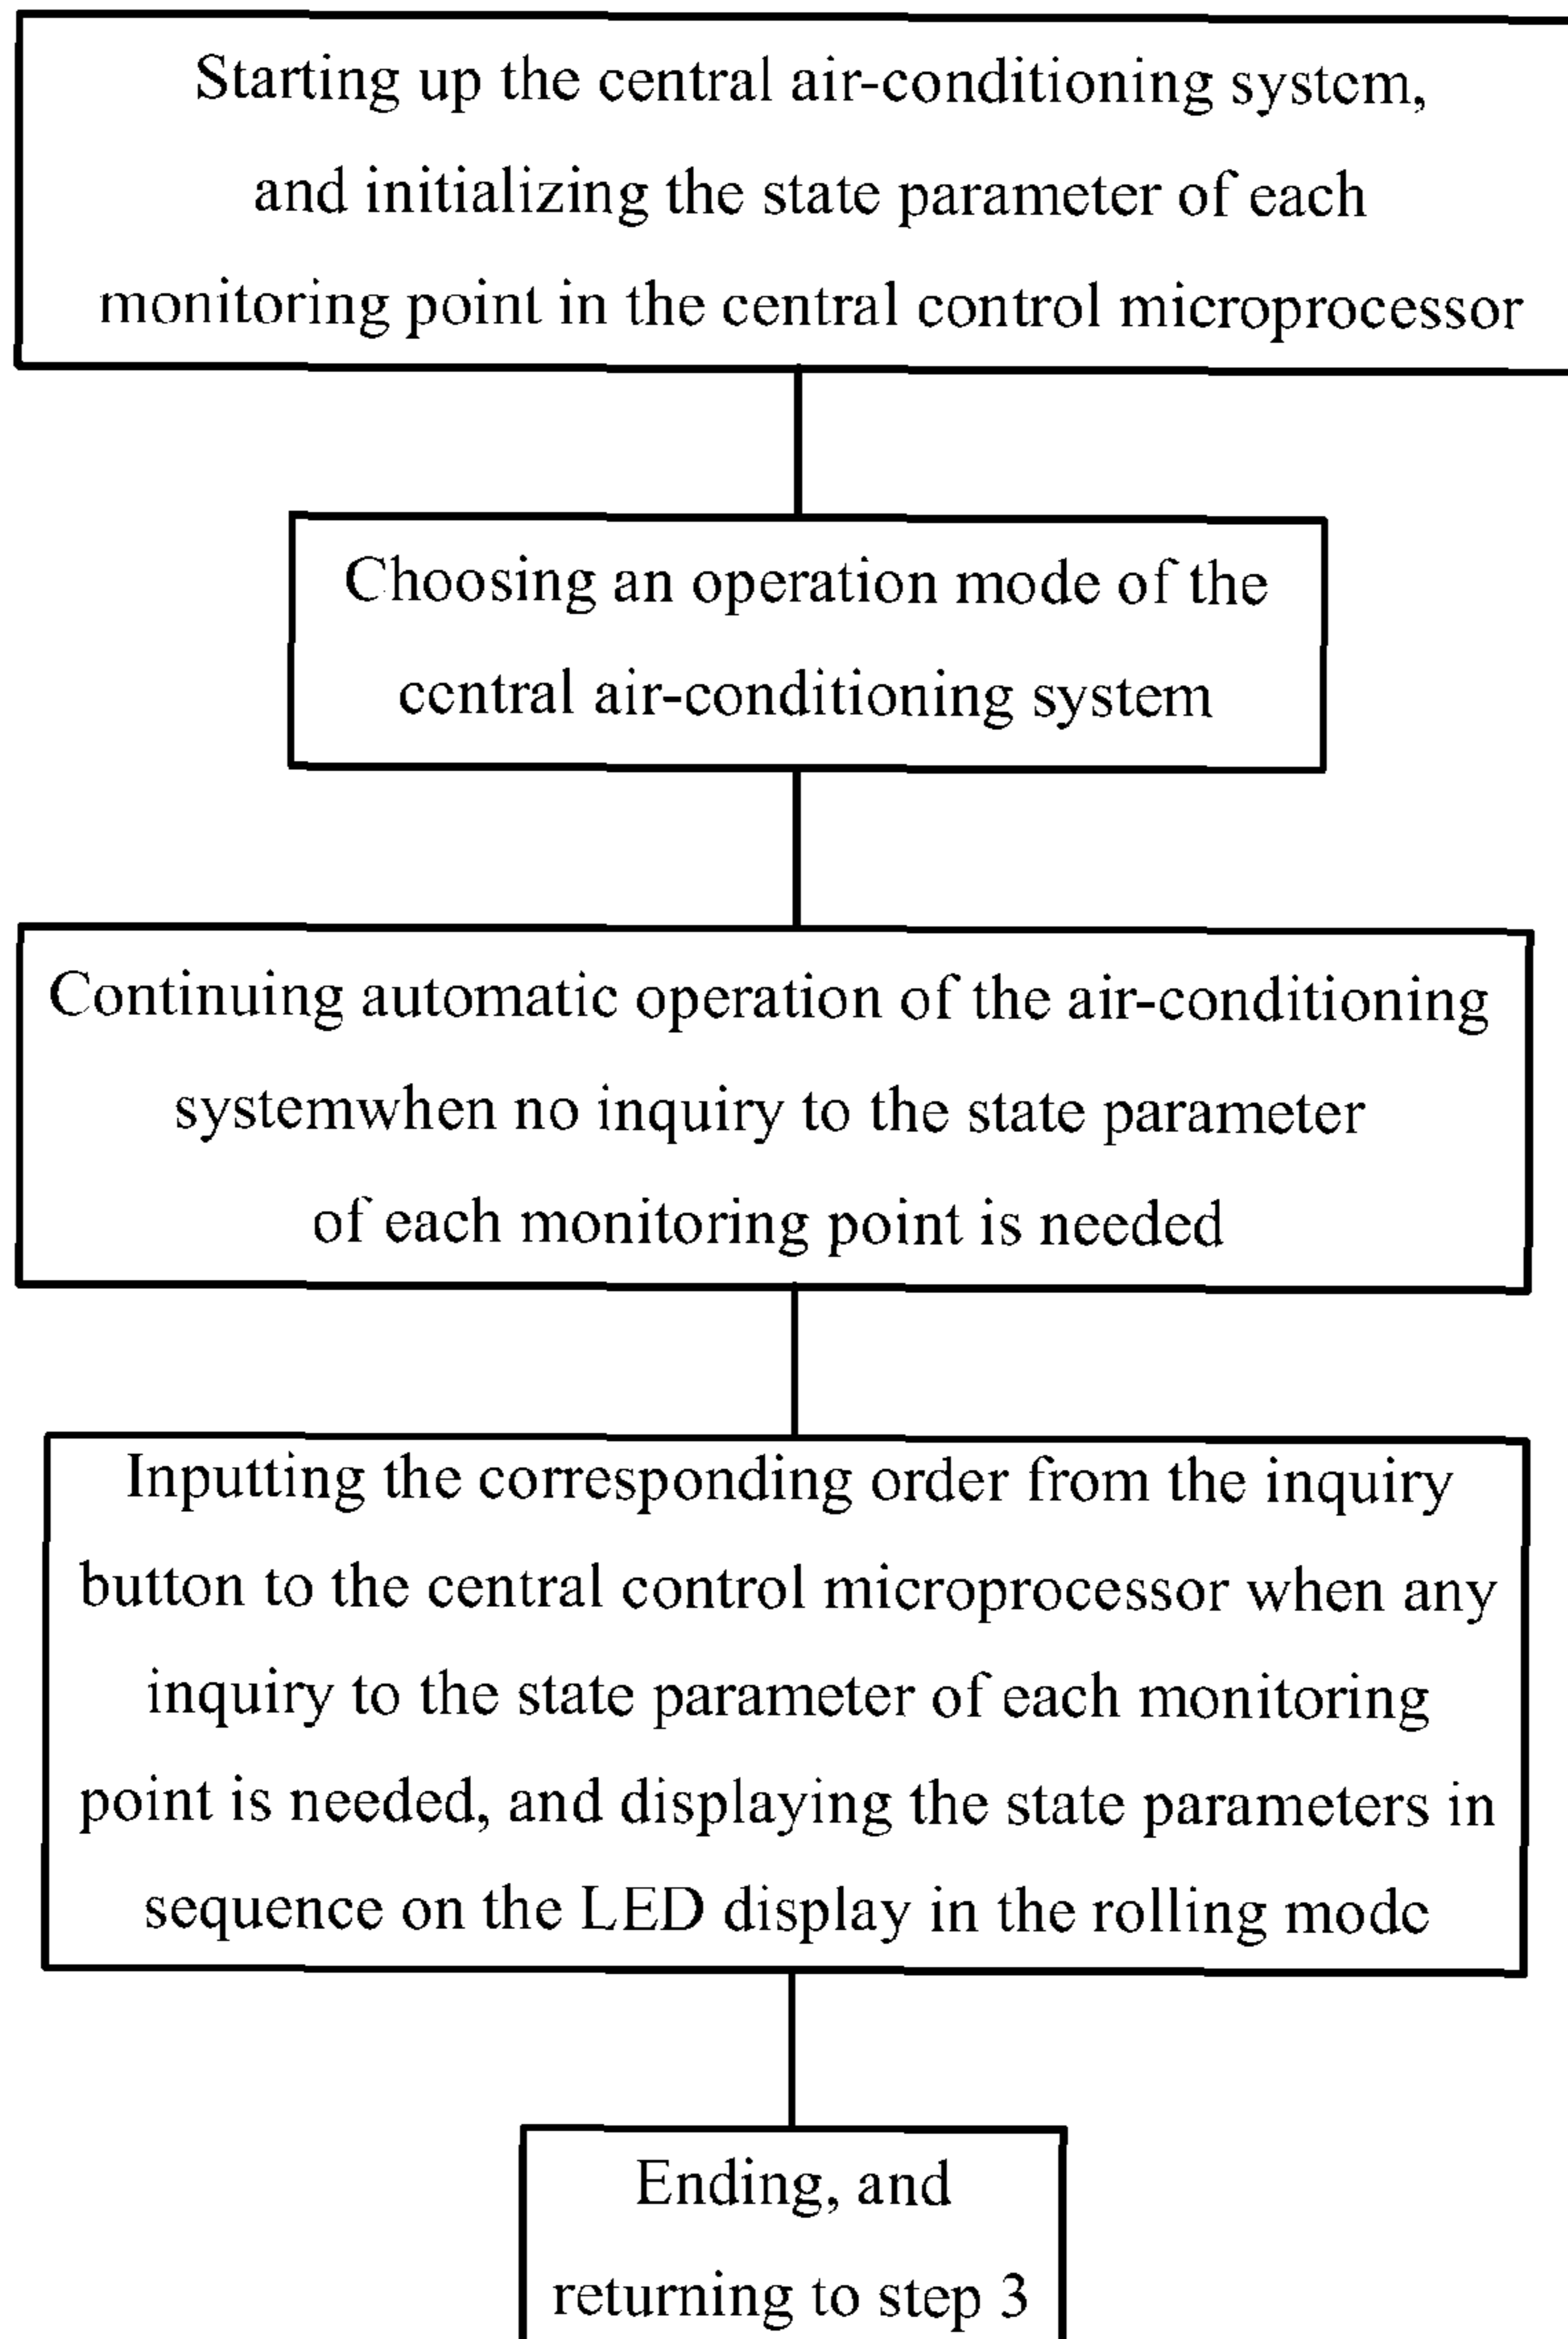 Starting up the central air-conditioning system,
and initializing the state parameter of each
monitoring point in the central control microprocessor
Choosing an operation mode of the
central air-conditioning system
Continuing automatic operation of the air-conditioning
systemwhen no inquiry to the state parameter
of each monitoring point is needed
Inputting the corresponding order from the inquiry
button to the central control microprocessor when any
inquiry to the state parameter of each monitoring
point is needed, and displaying the state parameters in
sequence on the LED display in the rolling mode
Ending, and
returning to step 3